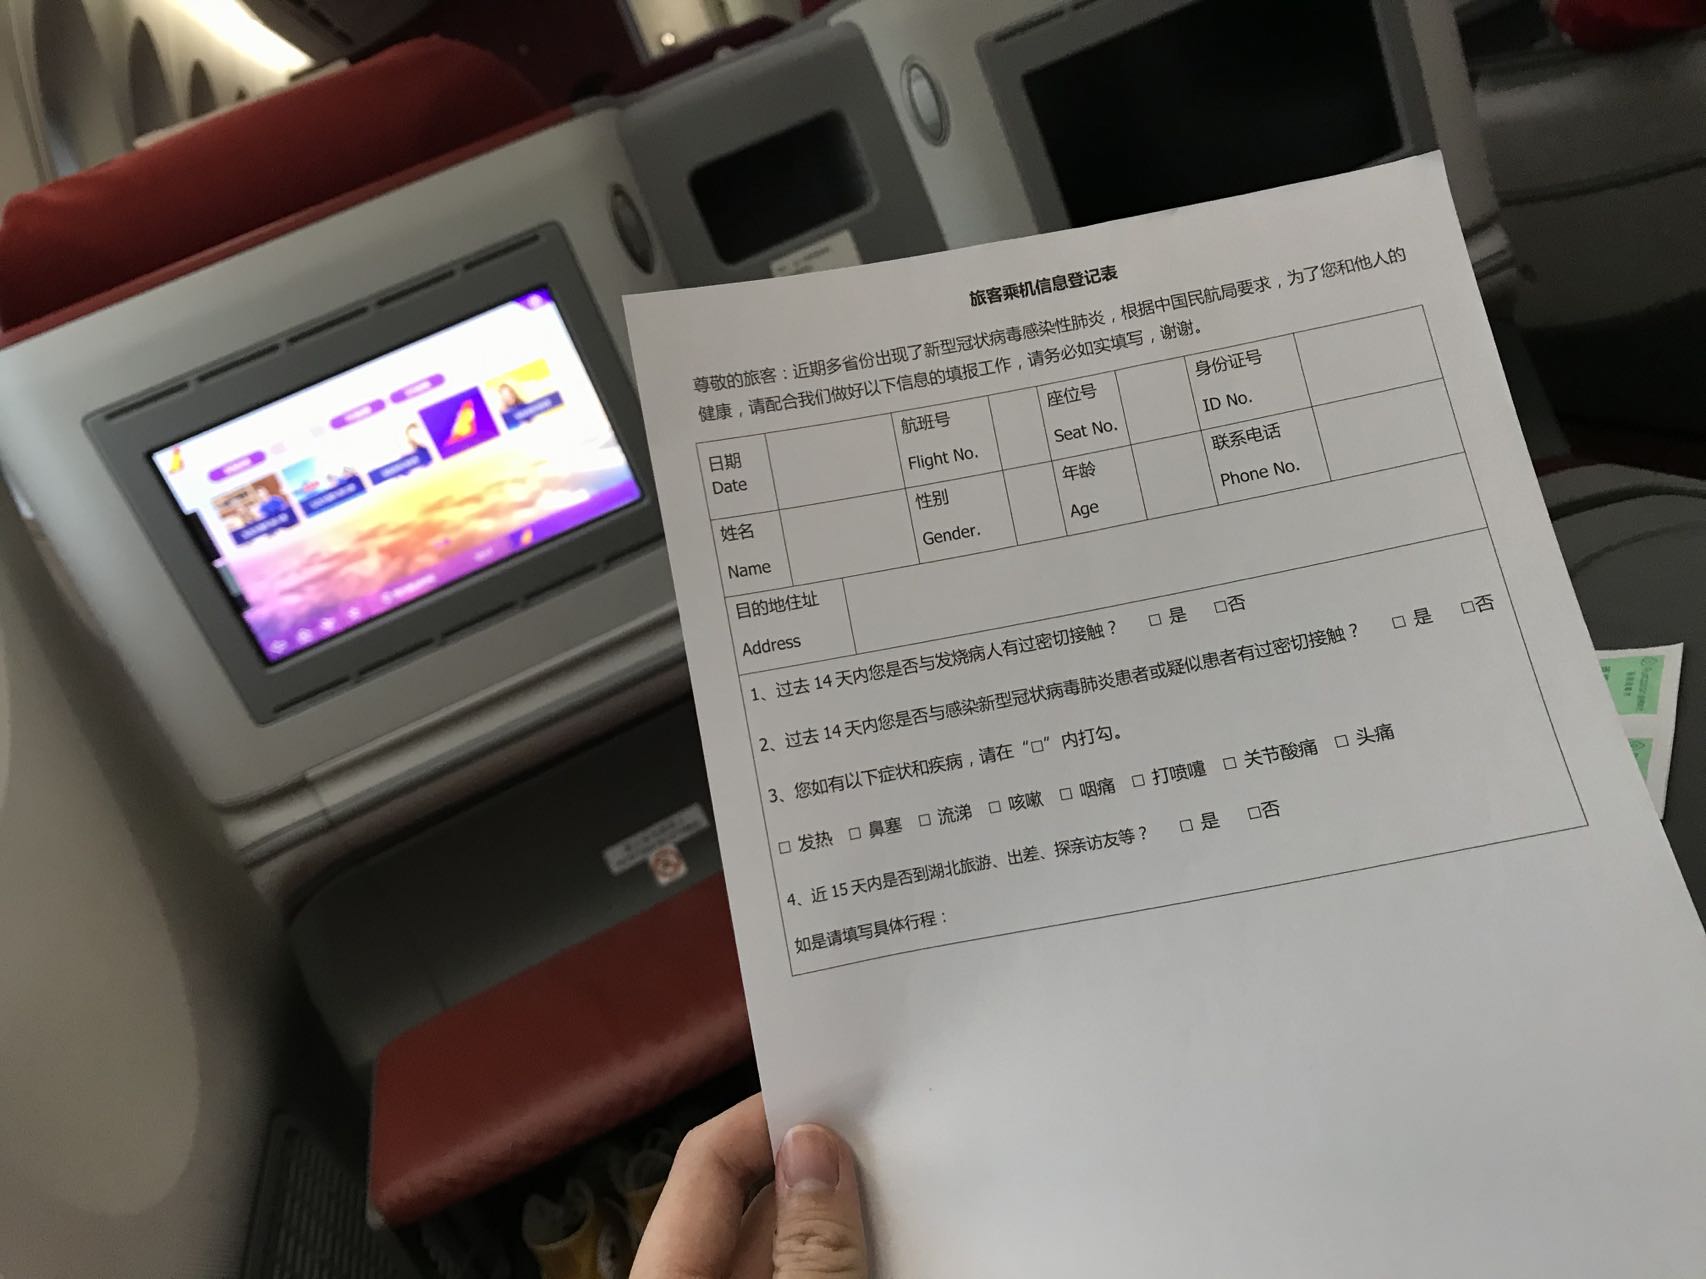 旅客乘机信息登记表
尊敬的旅客：近期多省份出现了新型冠状病毒感染性肺炎，根据中国民航局要求，为了您和他人的
健康，请配合我们做好以下信息的填报工作，请务必如实填写，谢谢。
日期 航班号 座位号 身份证号
Date Flight No. Seat No. ID No.
姓名 性别 年龄 联系电话
Name Gender. Age Phone No.
目的地住址
Address
1、过去14天内您是否与发烧病人有过密切接触？ □ 是 □否
2、过去14天内您是否与感染新型冠状病毒肺炎患者或疑似患者有过密切接触？ □ 是 □否
3、您如有以下症状和疾病，请在“□”内打勾。
□ 发热 □ 鼻塞 □ 流涕 □ 咳嗽 □ 咽痛 □ 打喷嚏 □ 关节酸痛 □ 头痛
4、近15天内是否到湖北旅游、出差、探亲访友等？ □ 是 □否
如是请填写具体行程：